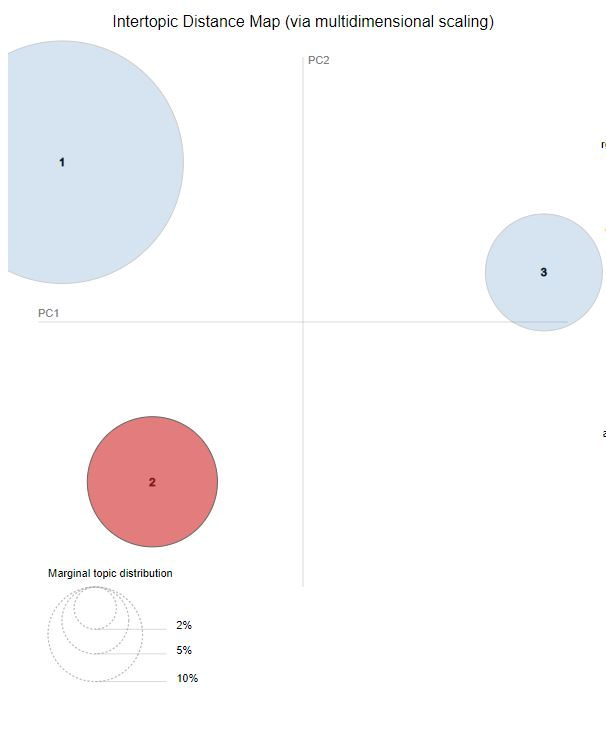 Intertopic Distance Map (via multidimensional scaling)
PC2
1
3
PC1
2
Marginal topic distribution
2%
5%
10%